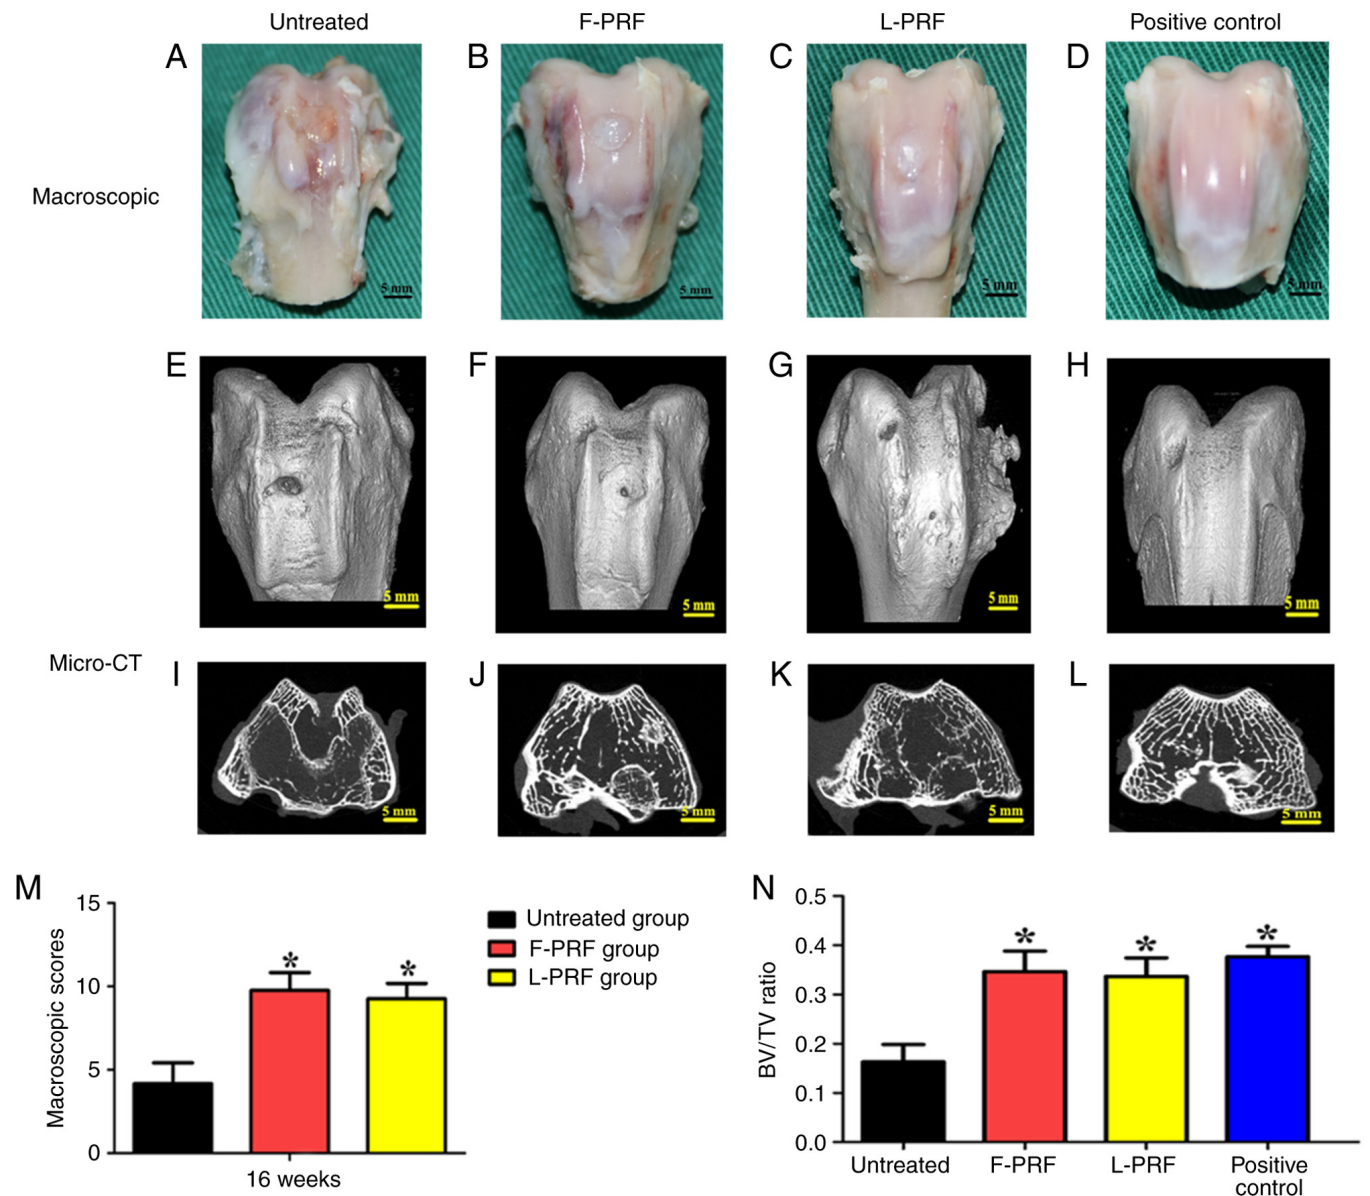 Untreated F-PRF L-PRF Positive control
A B C D
Macroscopic
5 mm 5 mm 5 mm 5 mm
E F G H
5 mm 5 mm 5 mm 5 mm
Micro-CT
I J K L
5 mm 5 mm 5 mm 5 mm
M
Macroscopic scores
15
10
5
0
* *
16 weeks
Untreated group
F-PRF group
L-PRF group
N
BV/TV ratio
0.5
0.4
0.3
0.2
0.1
0.0
* * *
Untreated F-PRF L-PRF Positive
control